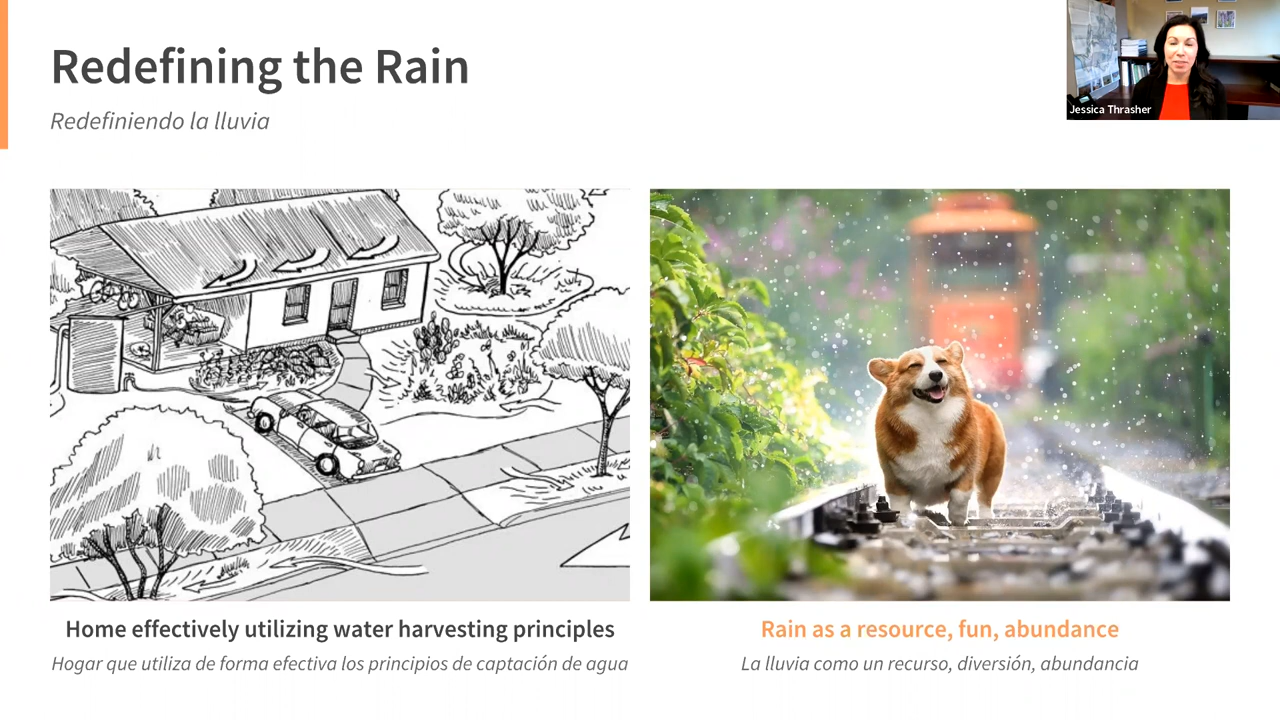 Redefining the Rain
Redefiniendo la lluvia
Jessica Thrasher
Home effectively utilizing water harvesting principles
Hogar que utiliza de forma efectiva los principios de captación de agua
Rain as a resource, fun, abundance
La lluvia como un recurso, diversión, abundancia